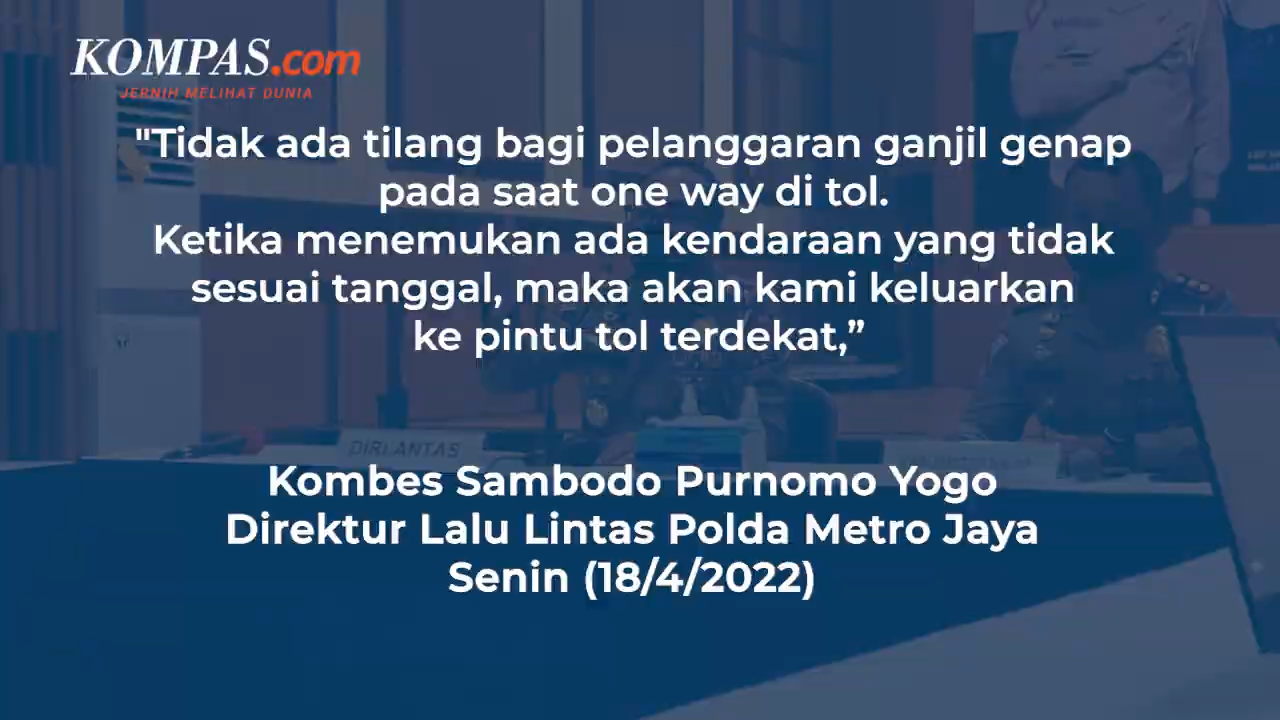 KOMPAS.com
JERNIH MELIHAT DUNIA
"Tidak ada tilang bagi pelanggaran ganjil genap
pada saat one way di tol.
Ketika menemukan ada kendaraan yang tidak
sesuai tanggal, maka akan kami keluarkan
ke pintu tol terdekat,”
DIRLANTAS
Kombes Sambodo Purnomo Yogo
Direktur Lalu Lintas Polda Metro Jaya
Senin (18/4/2022)